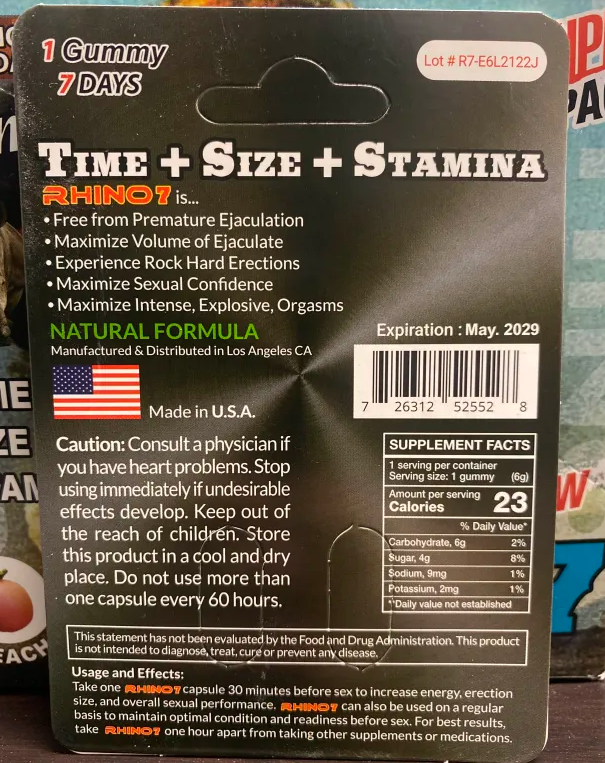 1 Gummy
7 DAYS
Lot # R7-E6L2122J
TIME + SIZE + STAMINA
RHINO7 is...
• Free from Premature Ejaculation
• Maximize Volume of Ejaculate
• Experience Rock Hard Erections
• Maximize Sexual Confidence
• Maximize Intense, Explosive, Orgasms
NATURAL FORMULA
Manufactured & Distributed in Los Angeles CA
Made in U.S.A.
Expiration : May. 2029
7 26312 52552 8
Caution: Consult a physician if
you have heart problems. Stop
using immediately if undesirable
effects develop. Keep out of
the reach of children. Store
this product in a cool and dry
place. Do not use more than
one capsule every 60 hours.
SUPPLEMENT FACTS
1 serving per container
Serving size: 1 gummy (6g)
Amount per serving
Calories 23
% Daily Value*
Carbohydrate, 6g 2%
Sugar, 4g 8%
Sodium, 9mg 1%
Potassium, 2mg 1%
**Daily value not established
This statement has not been evaluated by the Food and Drug Administration. This product
is not intended to diagnose, treat, cure or prevent any disease.
Usage and Effects:
Take one RHINO7 capsule 30 minutes before sex to increase energy, erection
size, and overall sexual performance. RHINO7 can also be used on a regular
basis to maintain optimal condition and readiness before sex. For best results,
take RHINO7 one hour apart from taking other supplements or medications.